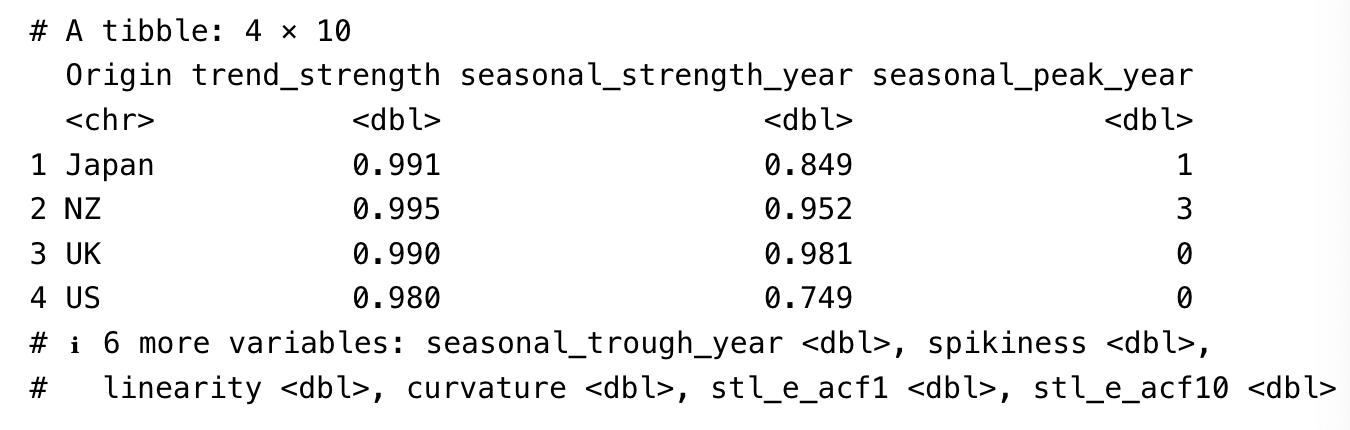 # A tibble: 4 × 10
  Origin trend_strength seasonal_strength_year seasonal_peak_year
  <chr>           <dbl>                  <dbl>              <dbl>
1 Japan           0.991                  0.849                  1
2 NZ              0.995                  0.952                  3
3 UK              0.990                  0.981                  0
4 US              0.980                  0.749                  0
# ℹ 6 more variables: seasonal_trough_year <dbl>, spikiness <dbl>,
#   linearity <dbl>, curvature <dbl>, stl_e_acf1 <dbl>, stl_e_acf10 <dbl>